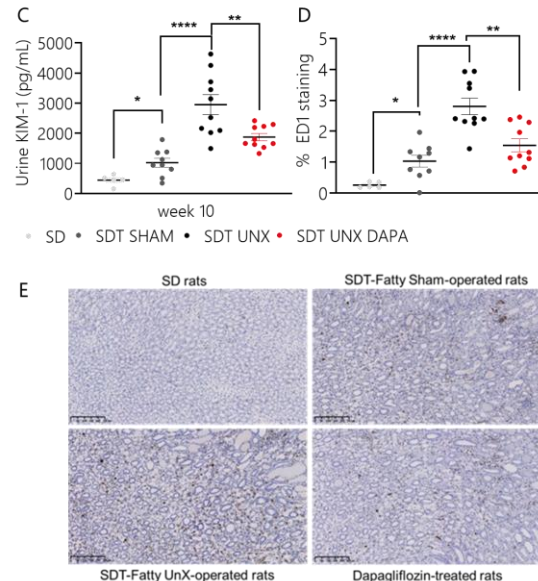 C
Urine KIM-1 (pg/mL)
5000
4000
3000
2000
1000
0
*
****
**
week 10
D
% ED1 staining
5
4
3
2
1
0
*
****
**
SD SDT SHAM SDT UNX SDT UNX DAPA
E
SD rats
SDT-Fatty Sham-operated rats
SDT-Fatty UnX-operated rats
Dapagliflozin-treated rats